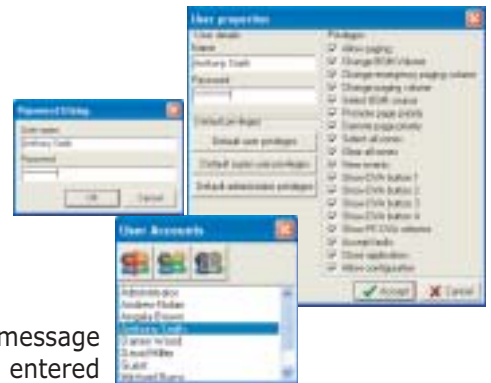 User properties
User details
Name
Anthony Smith
Password
Default privileges
Default user privileges
Default super user privileges
Default administrator privileges
Privileges
Allow paging
Change BGM Volume
Change emergency paging volume
Change paging volume
Select BGM source
Promote page priority
Demote page priority
Select all zones
Clear all zones
View events
Show DVA button 1
Show DVA button 2
Show DVA button 3
Show DVA button 4
Show PC DVA selector
Accept faults
Close application
Allow configuration
Accept
Cancel
User name
Anthony Smith
Password
OK
Cancel
User Accounts
Administrator
Andrew Nolan
Angela Brown
Anthony Smith
Darren Wood
David Miller
Guest
message
entered